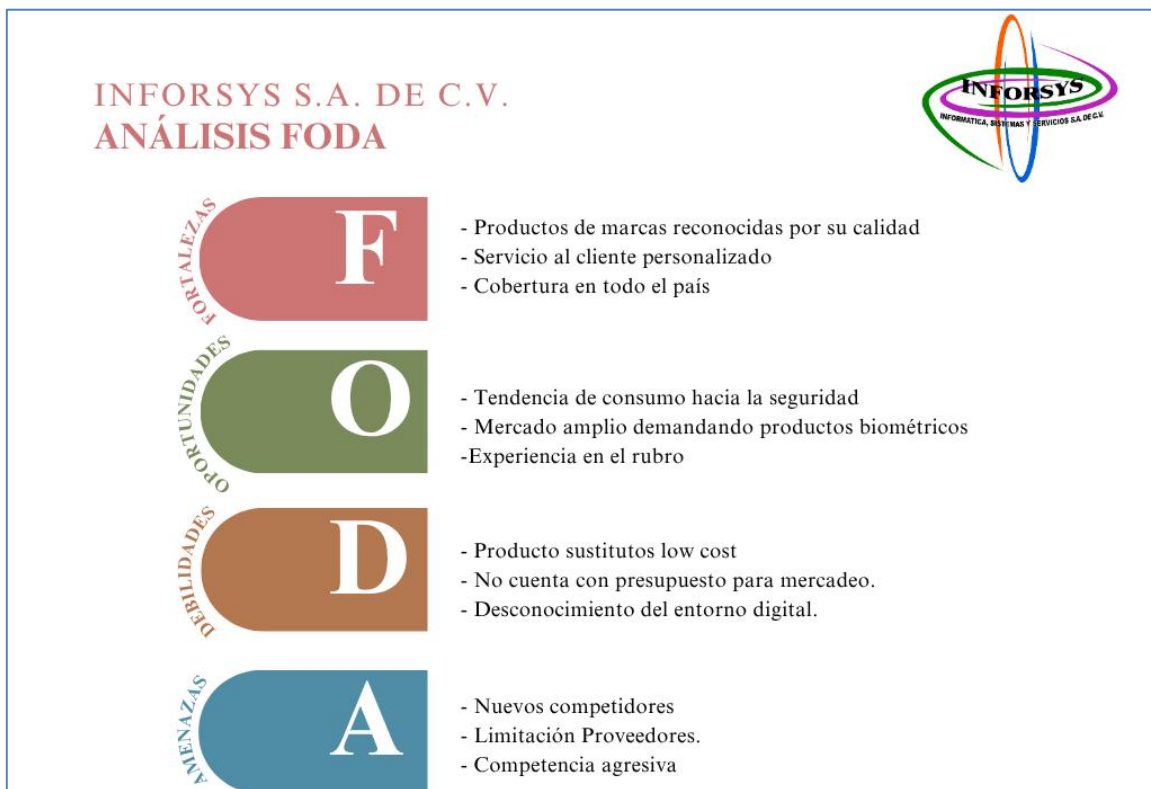 INFORSYS S.A. DE C.V.
ANÁLISIS FODA
INFORSYS
INFORMATICA, SISTEMAS Y SERVICIOS S.A. DE C.V.
FORTALEZAS
F
- Productos de marcas reconocidas por su calidad
- Servicio al cliente personalizado
- Cobertura en todo el país
OPORTUNIDADES
O
- Tendencia de consumo hacia la seguridad
- Mercado amplio demandando productos biométricos
-Experiencia en el rubro
DEBILIDADES
D
- Producto sustitutos low cost
- No cuenta con presupuesto para mercadeo.
- Desconocimiento del entorno digital.
AMENAZAS
A
- Nuevos competidores
- Limitación Proveedores.
- Competencia agresiva